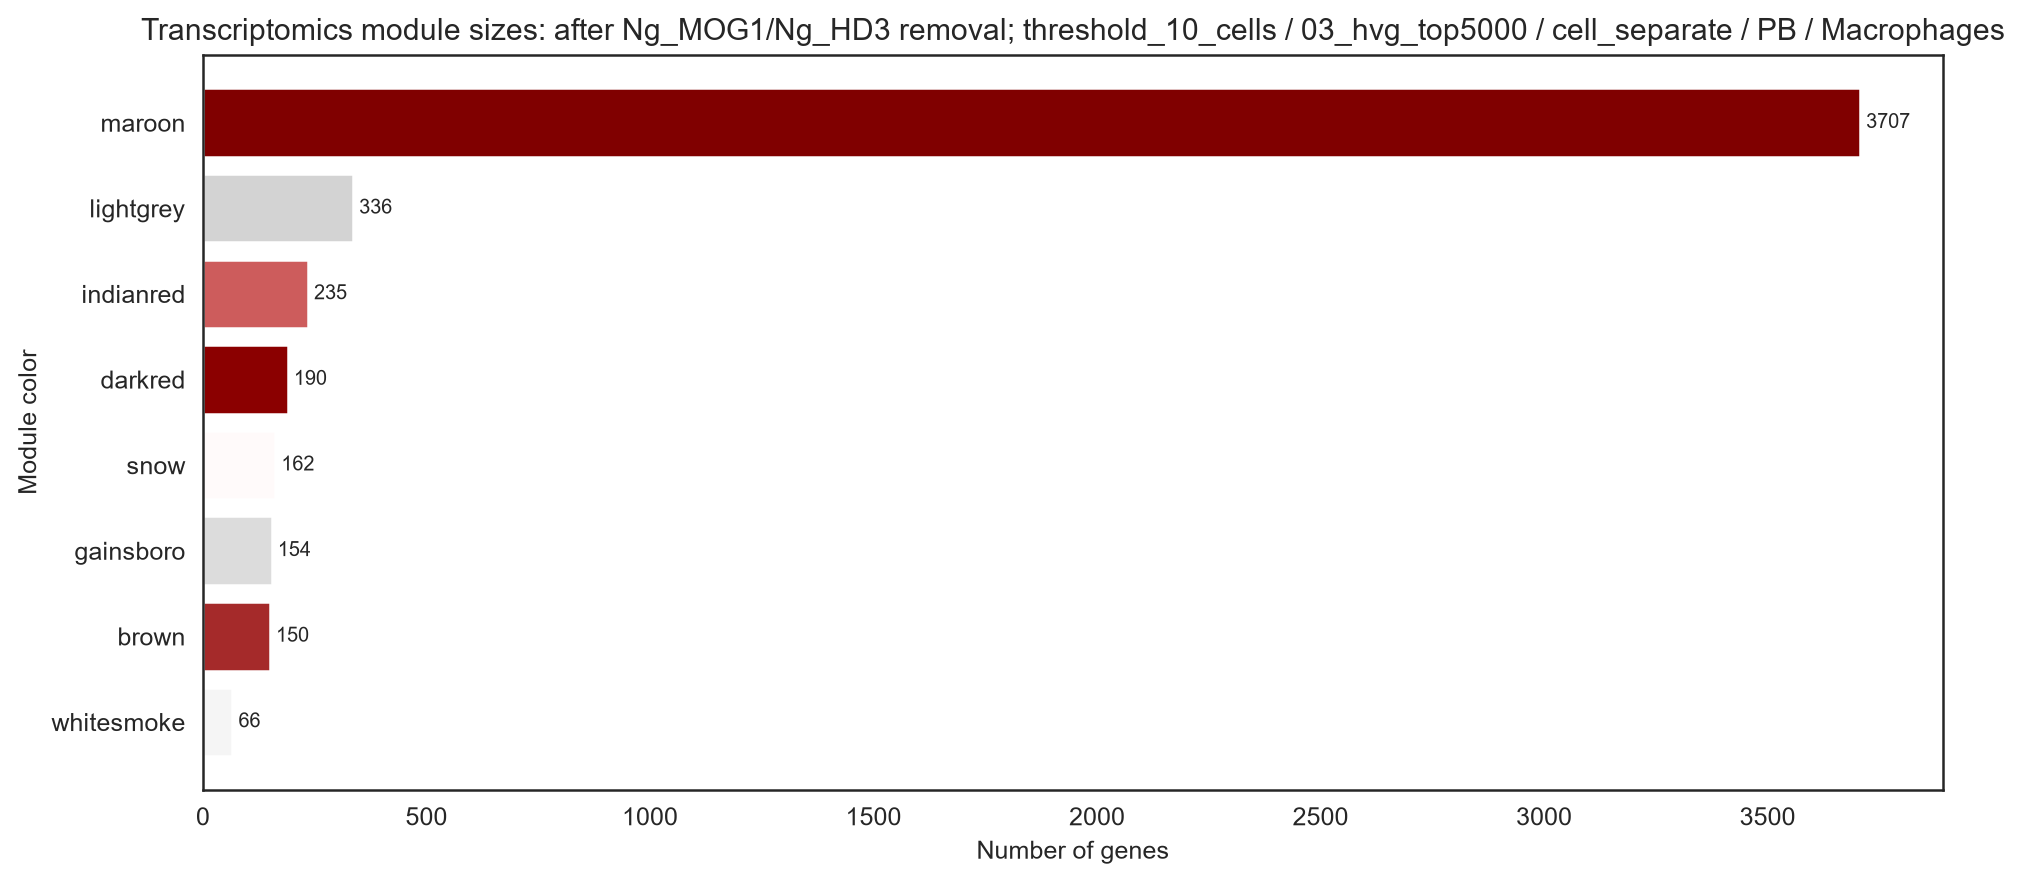 Transcriptomics module sizes: after Ng_MOG1/Ng_HD3 removal; threshold_10_cells / 03_hvg_top5000 / cell_separate / PB / Macrophages
Module color
maroon 3707
lightgrey 336
indianred 235
darkred 190
snow 162
gainsboro 154
brown 150
whitesmoke 66
0 500 1000 1500 2000 2500 3000 3500
Number of genes